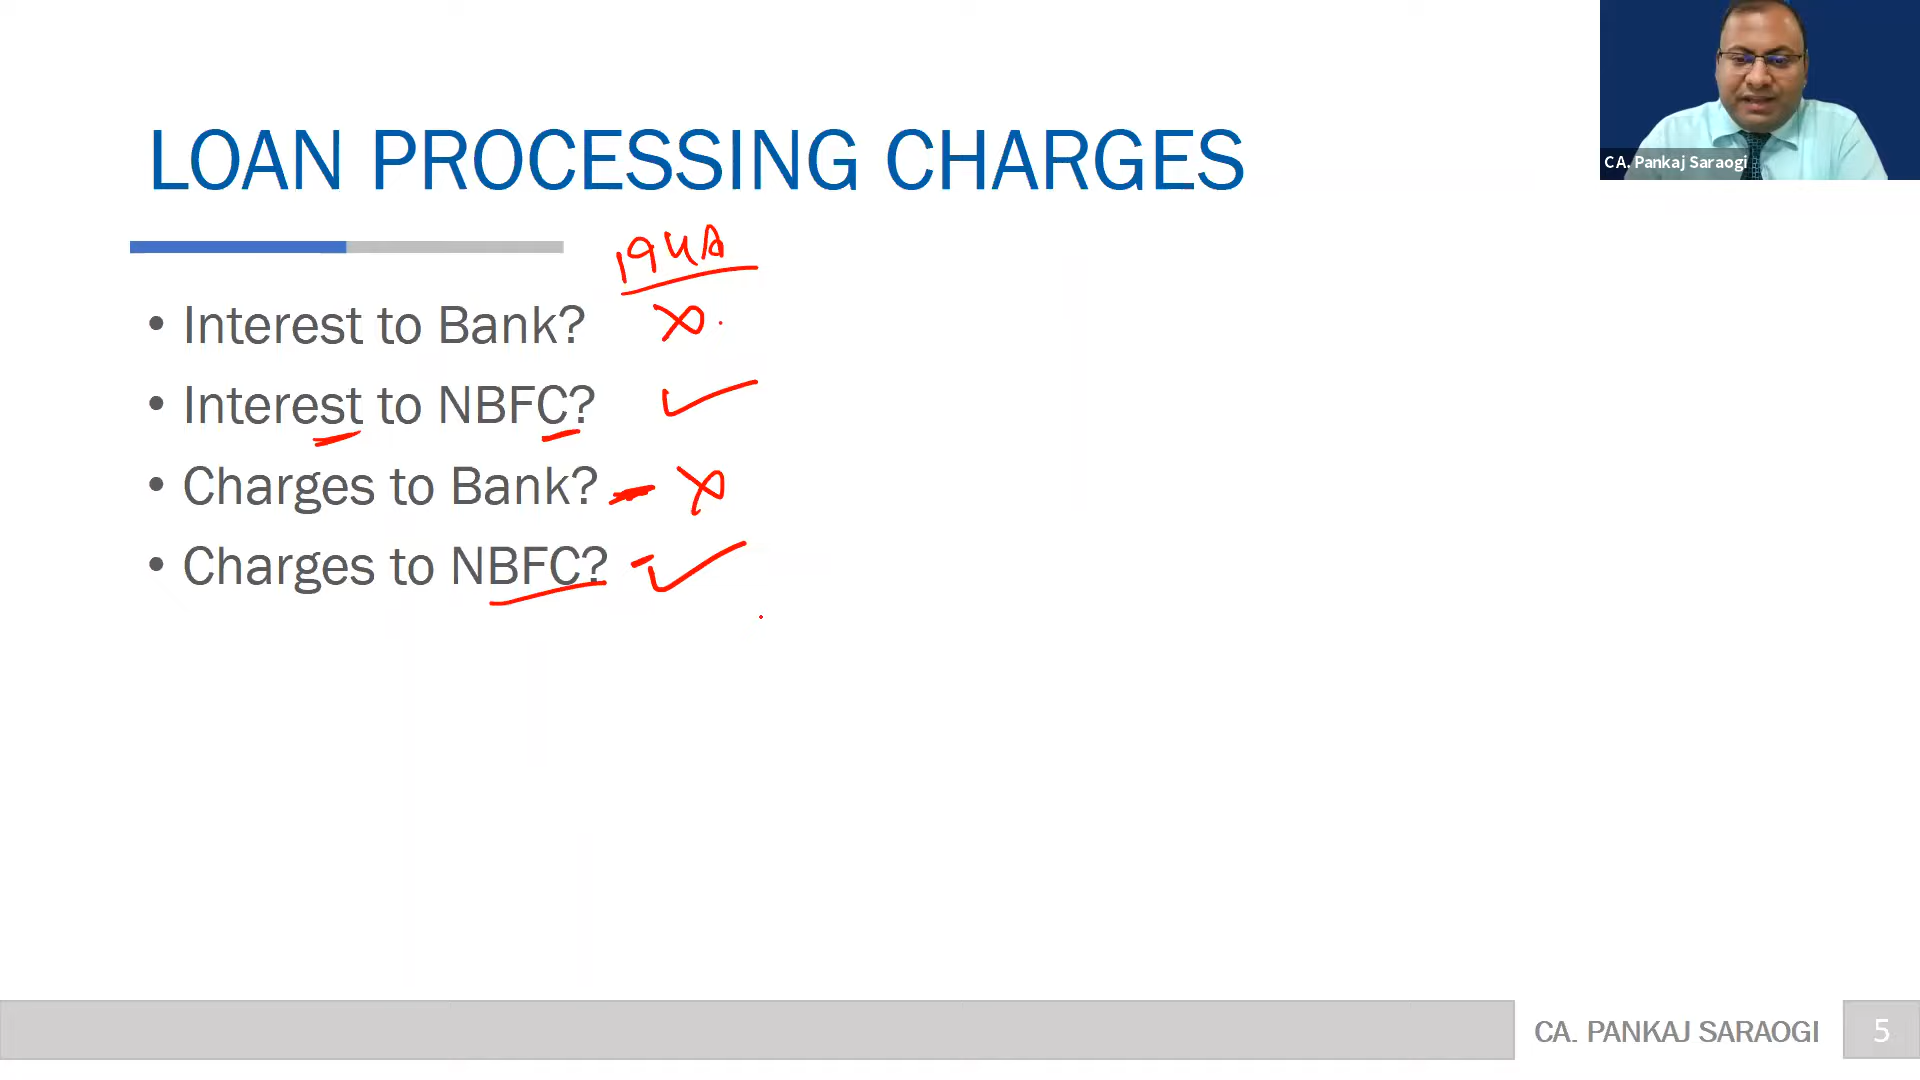 CA. Pankaj Saraogi
LOAN PROCESSING CHARGES
194A
• Interest to Bank?
• Interest to NBFC?
• Charges to Bank?
• Charges to NBFC?
CA. PANKAJ SARAOGI
5